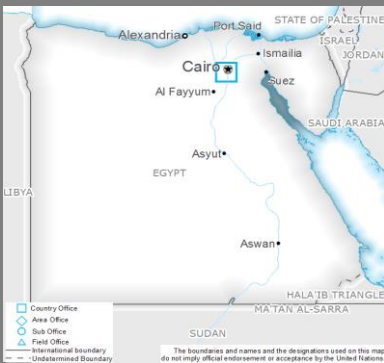 STATE OF PALESTINE
Port Said
Alexandria
ISRAEL
Ismailia
JORDAN
Cairo
Suez
Al Fayyum
SAUDI ARABIA
Asyut
EGYPT
LIBYA
Aswan
HALA'IB TRIANGLE
MA'TAN AL-SARRA
SUDAN
Country Office
Area Office
Sub Office
Field Office
International boundary
Undetermined Boundary
The boundaries and names and the designations used on this m
do not imply official endorsement or acceptance by the United Nations